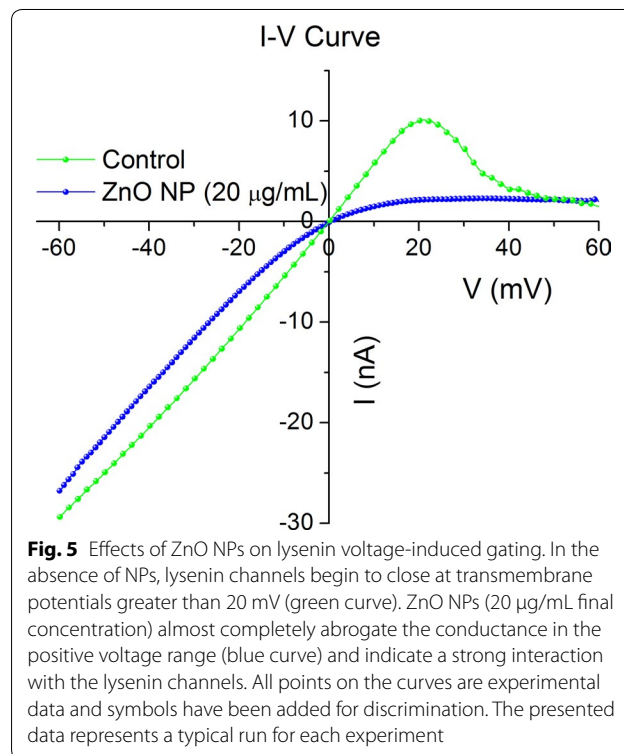 I-V Curve
10
Control
ZnO NP (20 µg/mL)
0
-60 -40 -20 0 20 40 60
V (mV)
-10
I (nA)
-20
-30
Fig. 5 Effects of ZnO NPs on lysenin voltage-induced gating. In the
absence of NPs, lysenin channels begin to close at transmembrane
potentials greater than 20 mV (green curve). ZnO NPs (20 µg/mL final
concentration) almost completely abrogate the conductance in the
positive voltage range (blue curve) and indicate a strong interaction
with the lysenin channels. All points on the curves are experimental
data and symbols have been added for discrimination. The presented
data represents a typical run for each experiment